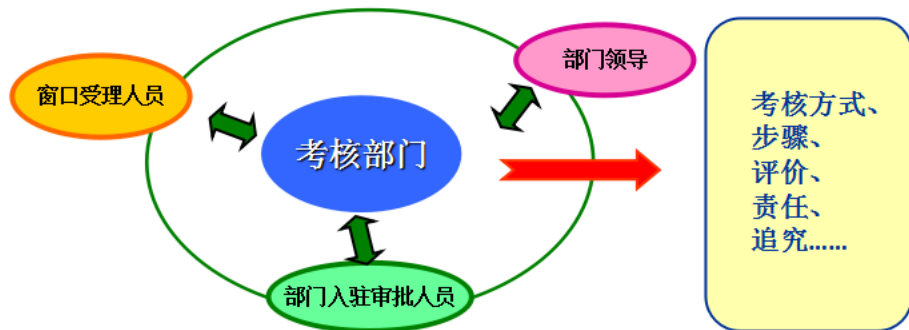 部门领导
窗口受理人员
考核部门
部门入驻审批人员
考核方式、
步骤、
评价、
责任、
追究......